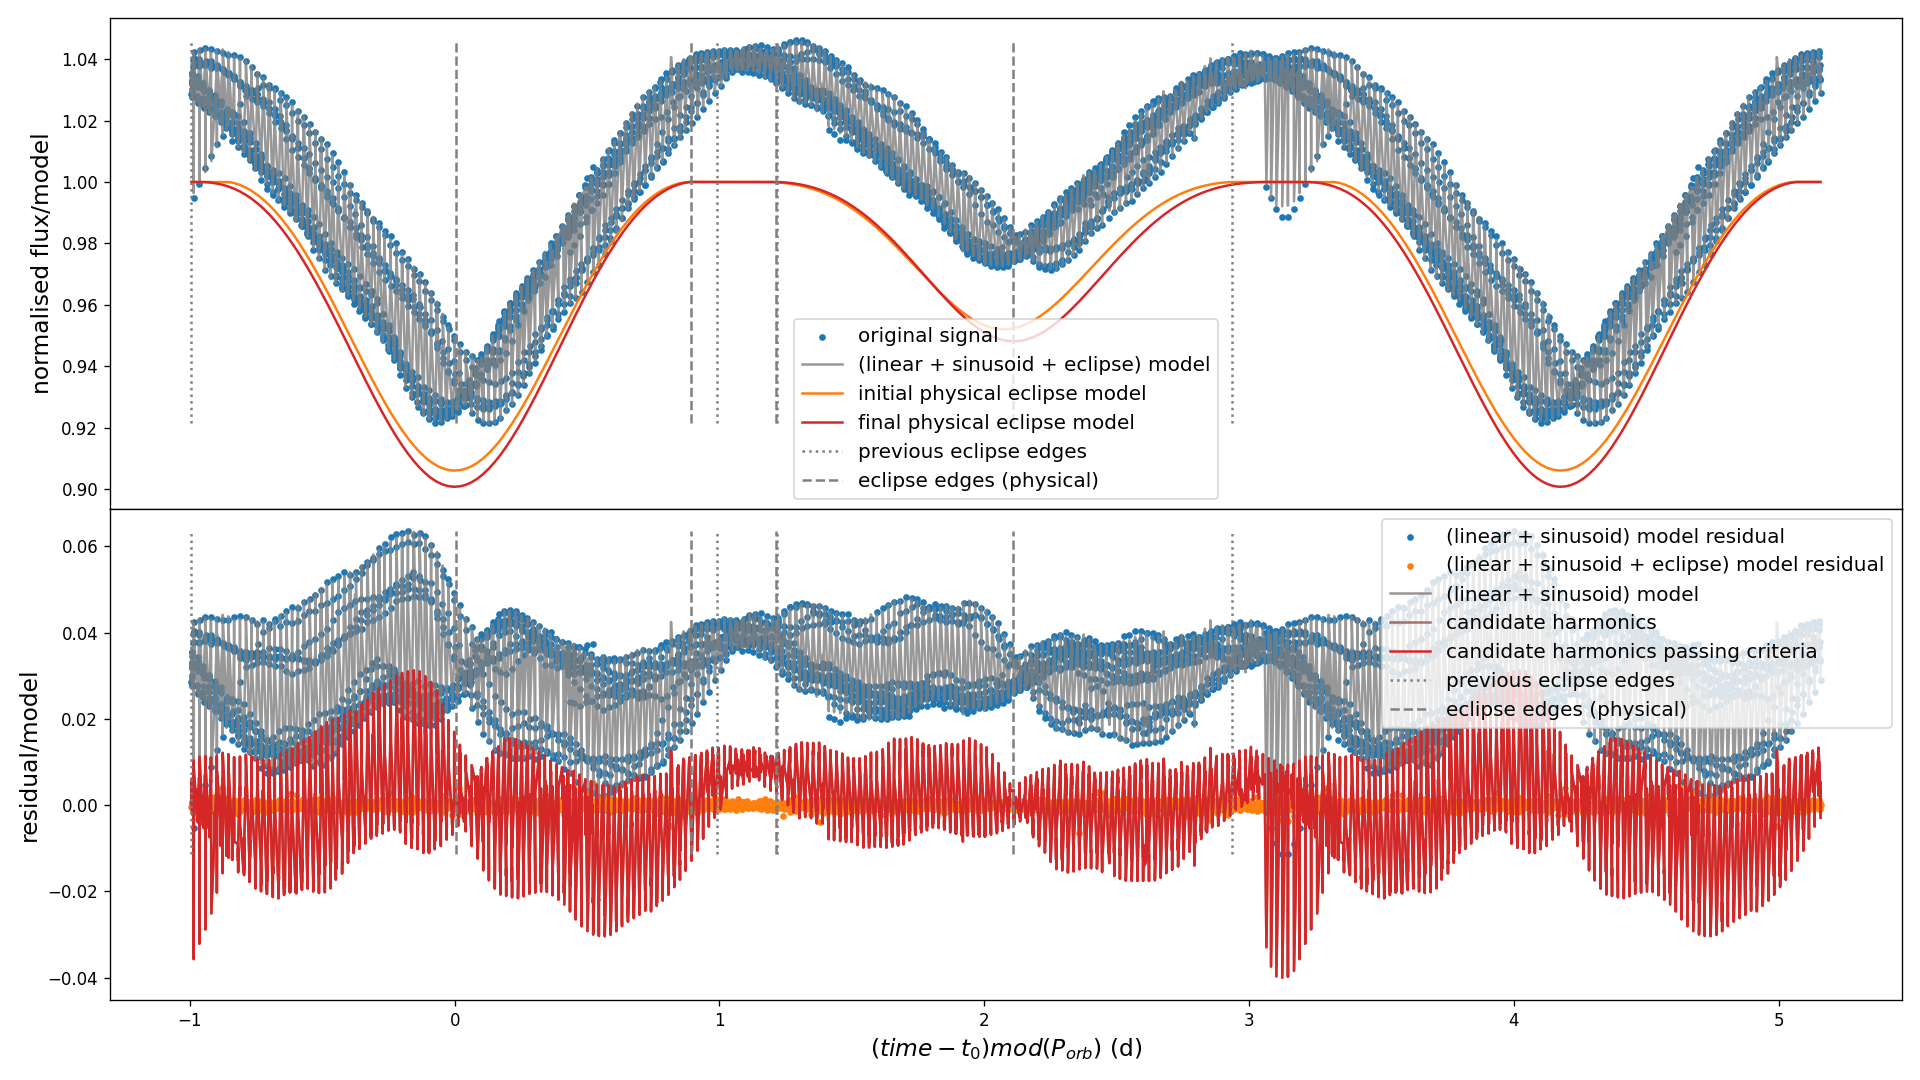 normalised flux/model
1.04
1.02
1.00
0.98
0.96
0.94
0.92
0.90
original signal
(linear + sinusoid + eclipse) model
initial physical eclipse model
final physical eclipse model
previous eclipse edges
eclipse edges (physical)
residual/model
0.06
0.04
0.02
0.00
−0.02
−0.04
(linear + sinusoid) model residual
(linear + sinusoid + eclipse) model residual
(linear + sinusoid) model
candidate harmonics
candidate harmonics passing criteria
previous eclipse edges
eclipse edges (physical)
−1 0 1 2 3 4 5
(time − t₀)mod(Pₒᵣb) (d)